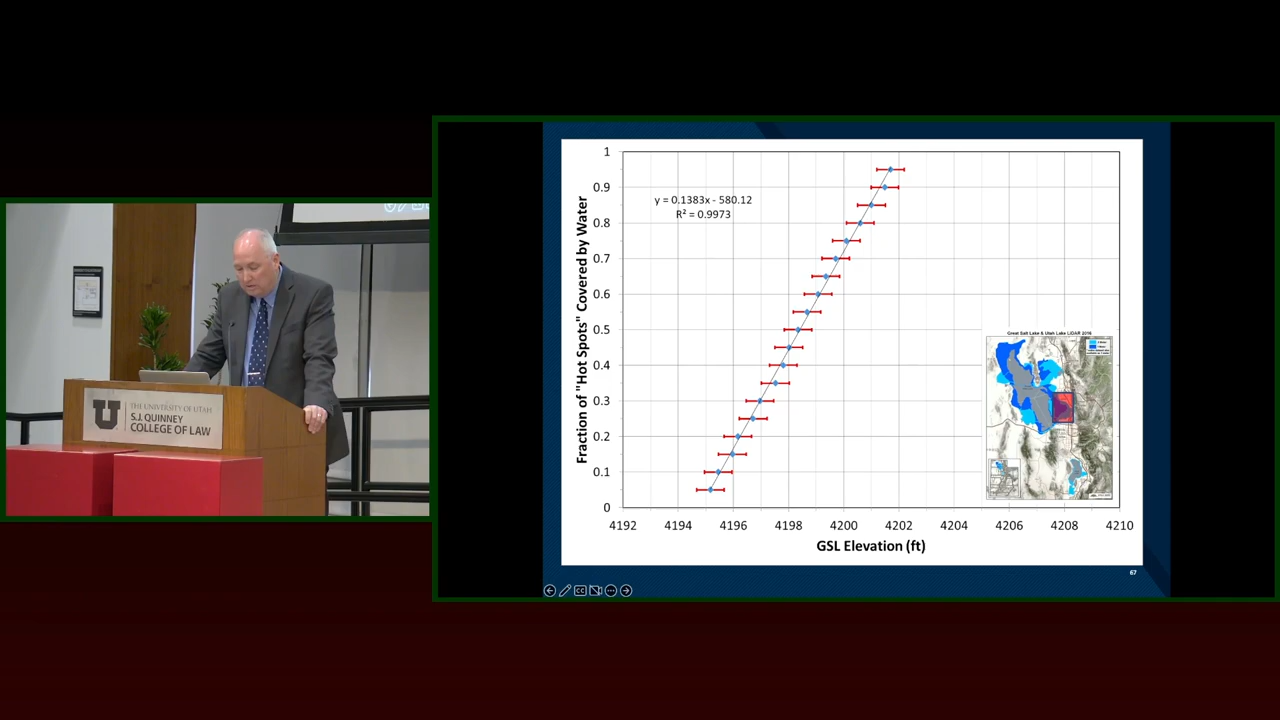 THE UNIVERSITY OF UTAH
S.J. QUINNEY
COLLEGE OF LAW
U
Fraction of "Hot Spots" Covered by Water
1
0.9
0.8
0.7
0.6
0.5
0.4
0.3
0.2
0.1
0
y = 0.1383x - 580.12
R² = 0.9973
Great Salt Lake & Utah Lake LiDAR 2016
4192 4194 4196 4198 4200 4202 4204 4206 4208 4210
GSL Elevation (ft)
67
CC